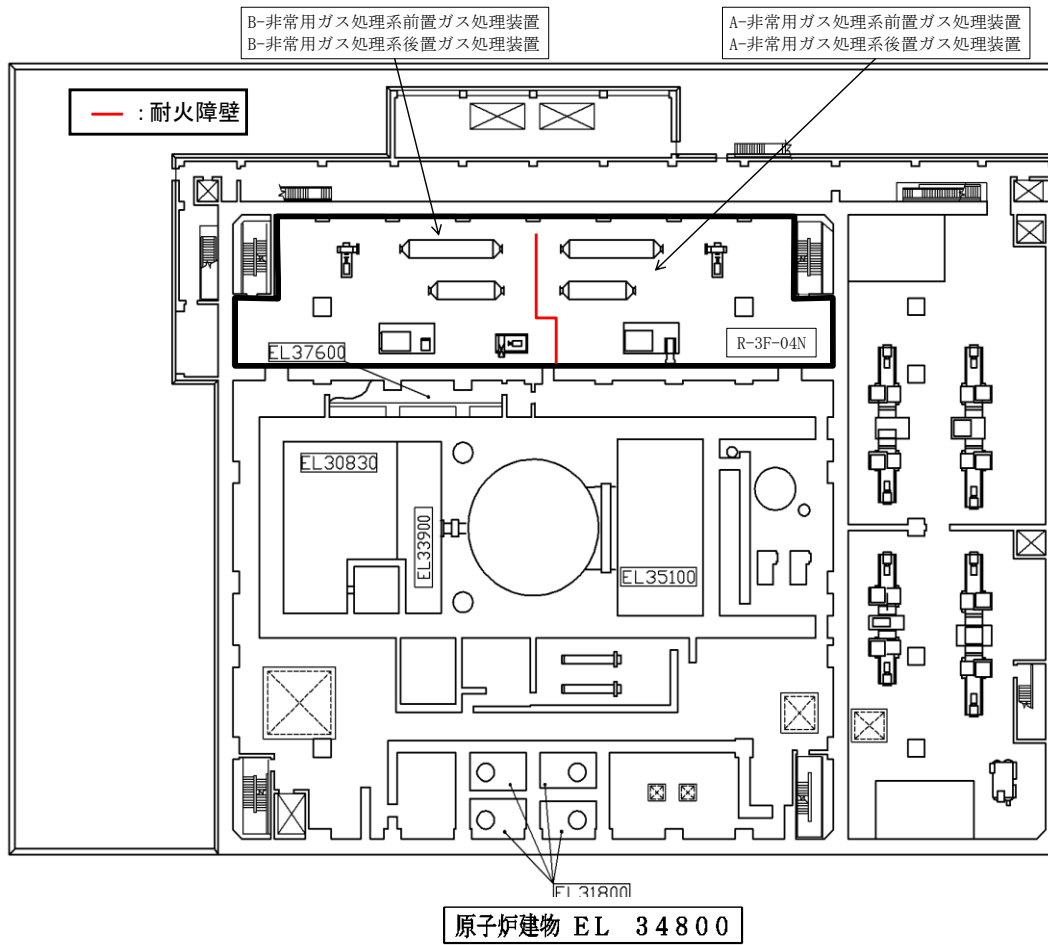 B-非常用ガス処理系前置ガス処理装置
B-非常用ガス処理系後置ガス処理装置
A-非常用ガス処理系前置ガス処理装置
A-非常用ガス処理系後置ガス処理装置
：耐火障壁
R-3F-04N
EL37600
EL30830
EL33900
EL35100
EL31800
原子炉建物 EL 34800